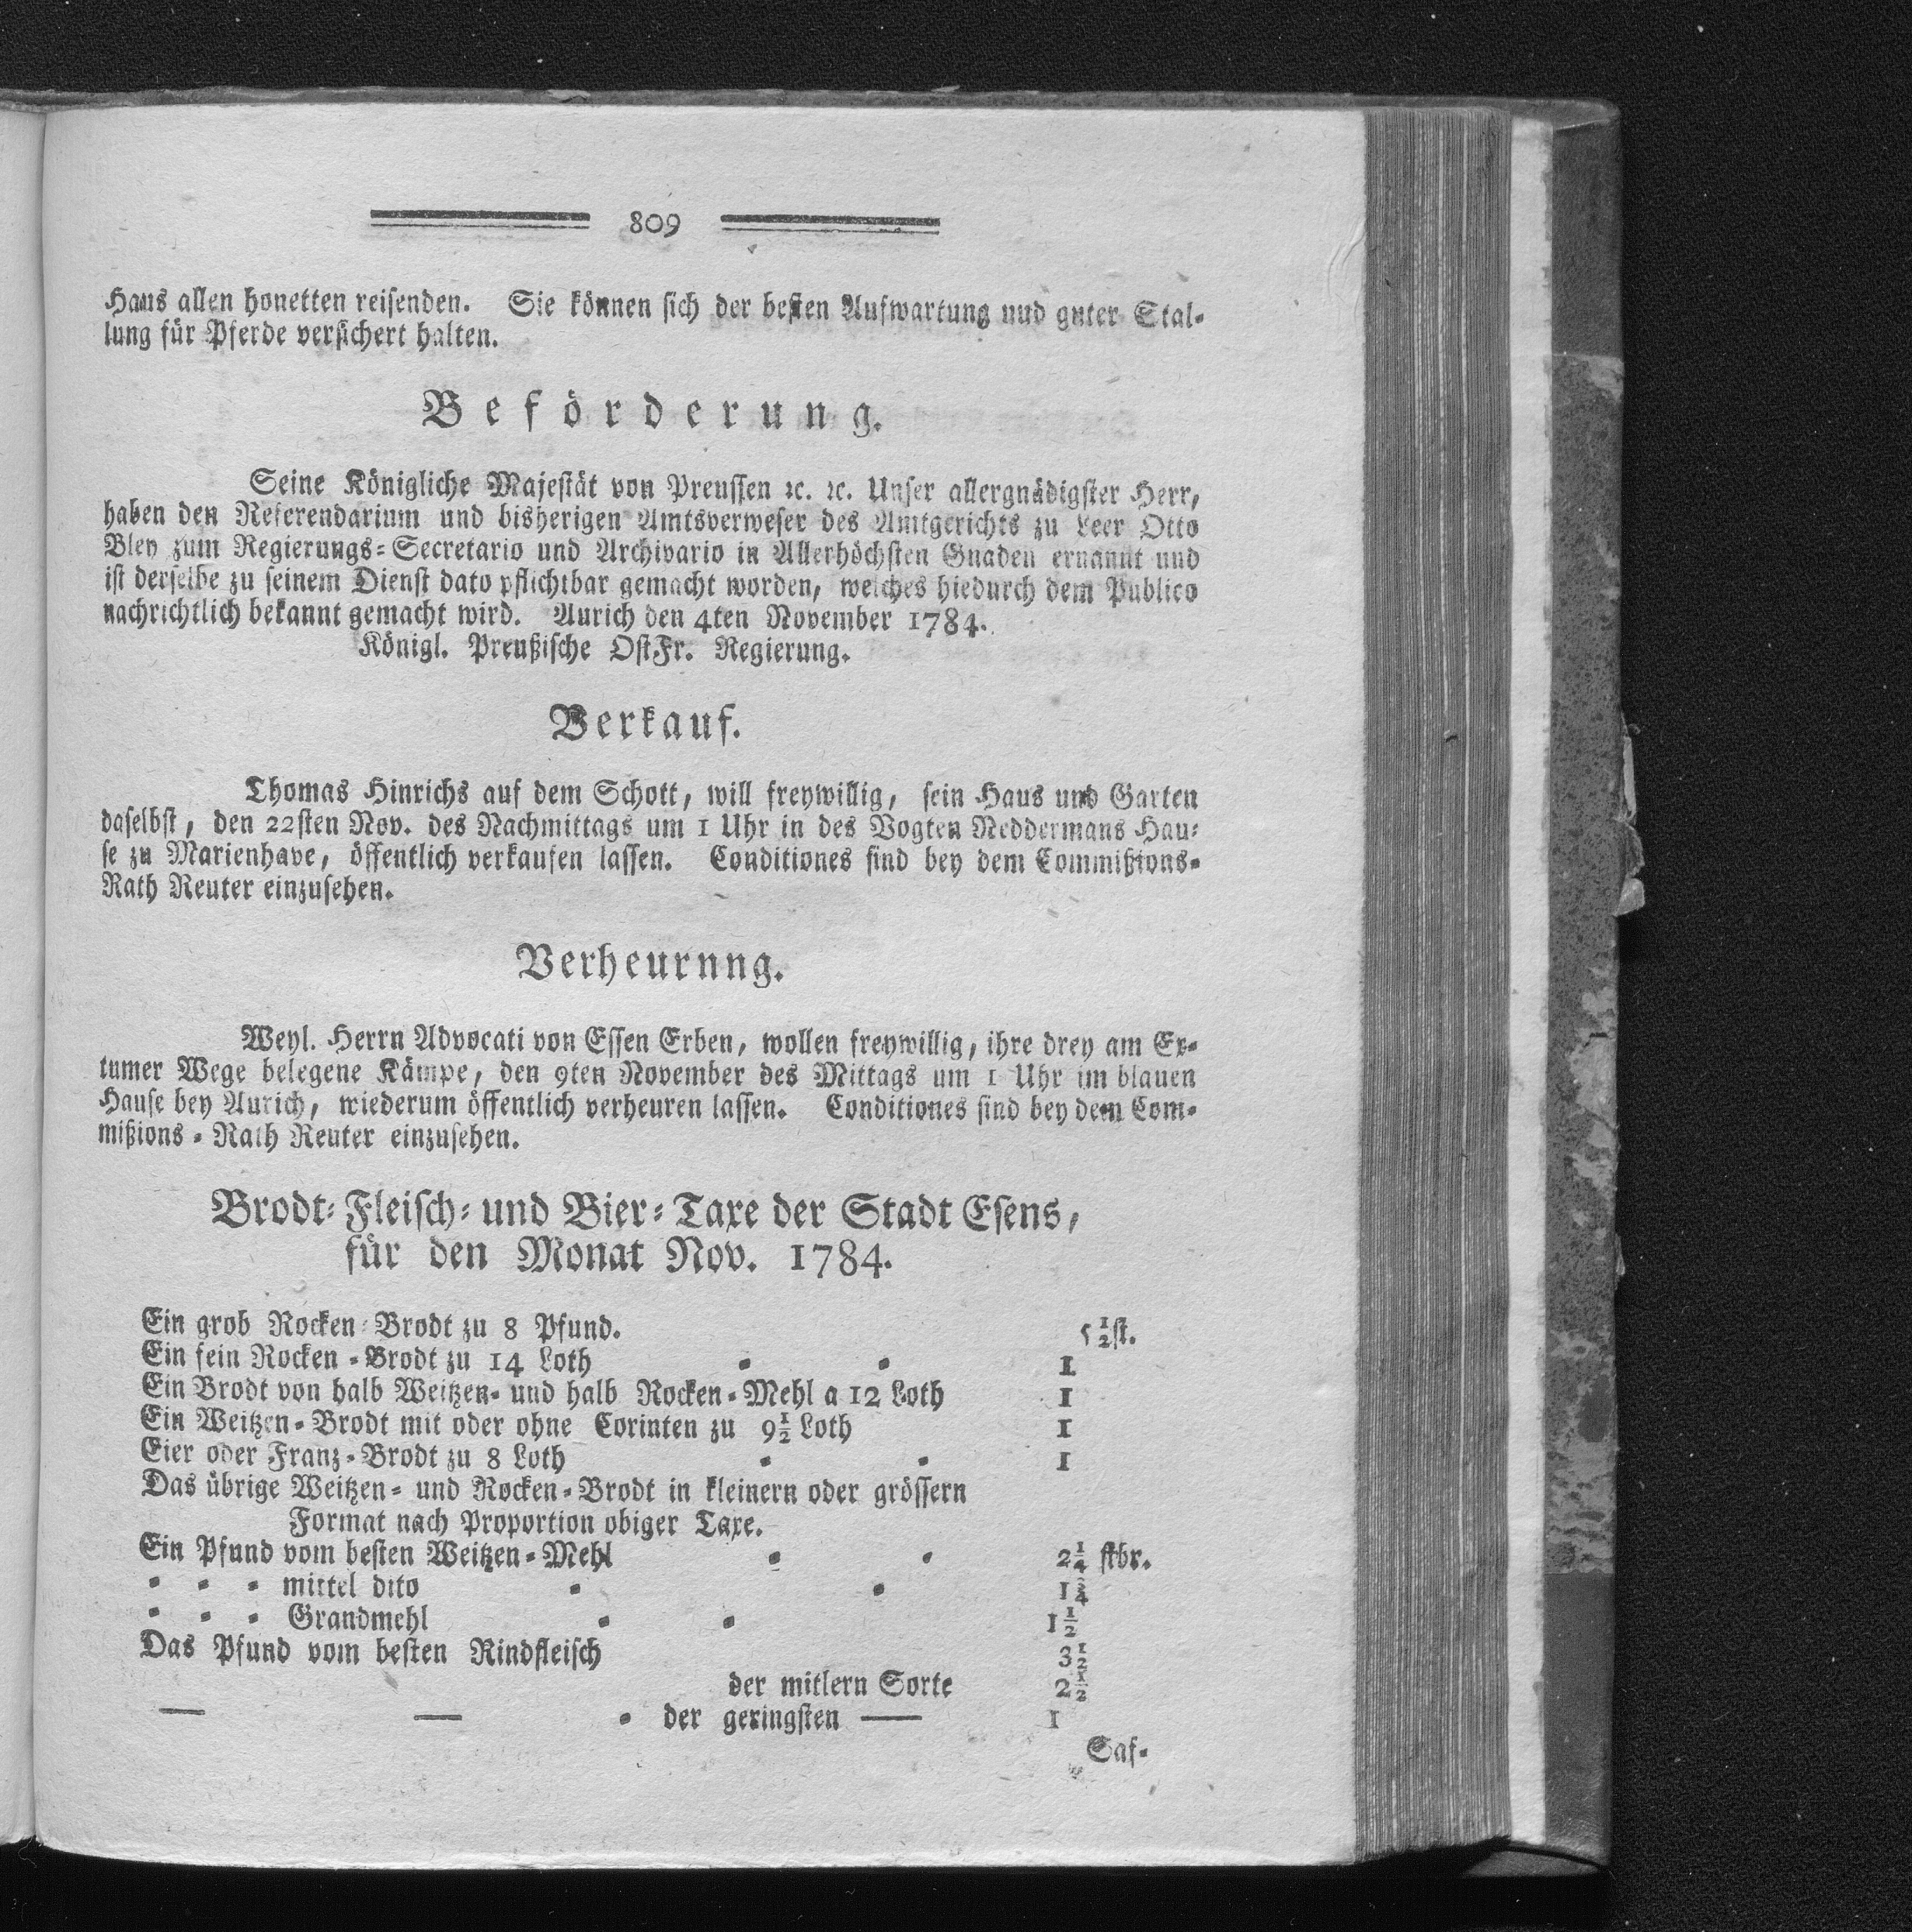 809
Haus allen honetten reisenden. Sie können sich der besten Aufwartung nud guter Stal-
lung für Pferde versichert halten.
Beförderung.
Seine Königliche Majestät von Preussen ꝛc. ꝛc. Unser allergnädigster Herr,
haben den Referendarium und bisherigen Amtsverweser des Amtgerichts zu Leer Otto
Bley zum Regierungs-Secretario und Archivario in Allerhöchsten Gnaden ernannt und
ist derselbe zu seinem Dienst dato pflichtbar gemacht worden, welches hiedurch dem Publico
nachrichtlich bekannt gemacht wird. Aurich den 4ten November 1784.
Königl. Preußische OstFr. Regierung.
Verkauf.
Thomas Hinrichs auf dem Schott, will freywillig, sein Haus und Garten
daselbst, den 22sten Nov. des Nachmittags um 1 Uhr in des Vogten Neddermans Hau-
se zu Marienhave, öffentlich verkaufen lassen. Conditiones sind bey dem Commißions-
Rath Reuter einzusehen.
Verheurnng.
Weyl. Herrn Advocati von Essen Erben, wollen freywillig, ihre drey am Ex-
tumer Wege belegene Kämpe, den 9ten November des Mittags um 1 Uhr im blauen
Hause bey Aurich, wiederum öffentlich verheuren lassen. Conditiones sind bey dem Com-
mißions-Rath Reuter einzusehen.
Brodt-Fleisch- und Bier-Taxe der Stadt Esens,
für den Monat Nov. 1784.
Ein grob Rocken-Brodt zu 8 Pfund. 5½st.
Ein fein Rocken-Brodt zu 14 Loth - - 1
Ein Brodt von halb Weitzen- und halb Rocken-Mehl a 12 Loth 1
Ein Weitzen-Brodt mit oder ohne Corinten zu 9½ Loth 1
Eier oder Franz-Brodt zu 8 Loth - - 1
Das übrige Weitzen- und Rocken-Brodt in kleinern oder grössern
Format nach Proportion obiger Taxe.
Ein Pfund vom besten Weitzen-Mehl - - 2¼ stbr.
- - - mittel dito - - 1¾
- - - Grandmehl - - 1½
Das Pfund vom besten Rindfleisch 3½
der mitlern Sorte 2½
— — - der geringsten — 1
Saf-